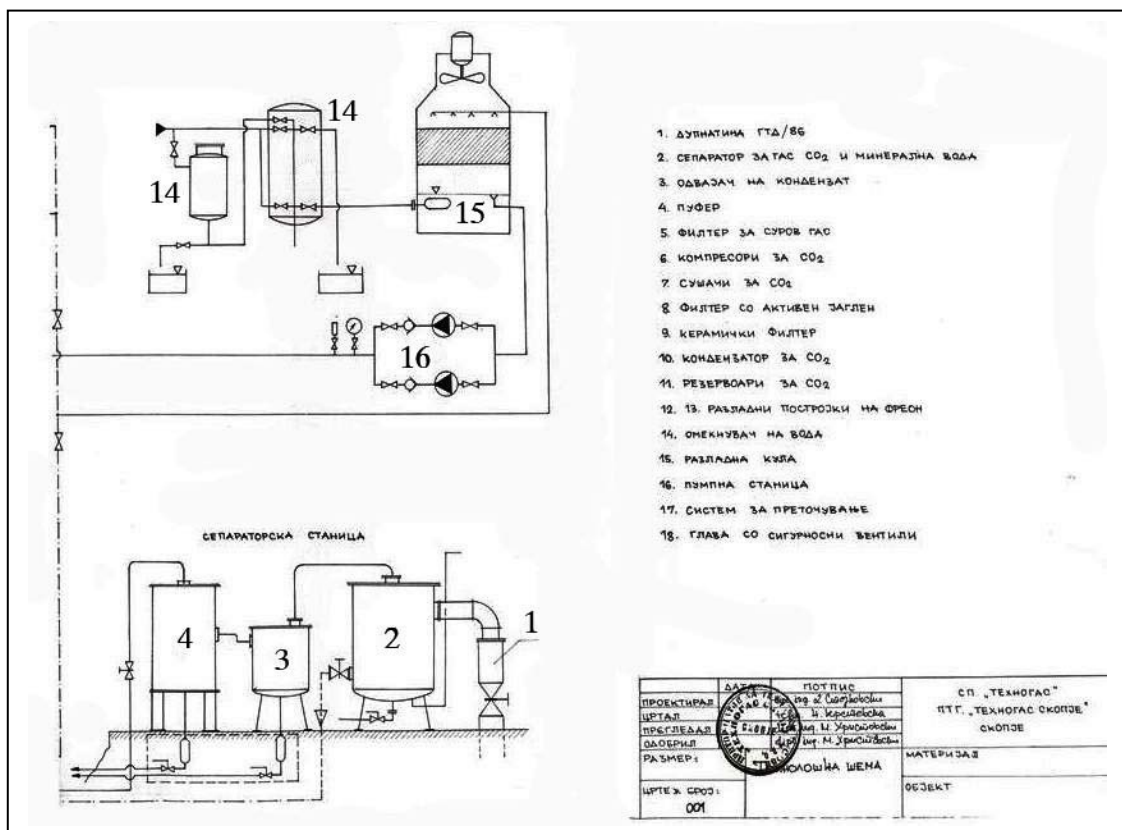 14
14
15
16
1. ДУПНАТИНА ГТД/86
2. СЕПАРАТОР ЗА ГАС CO₂ И МИНЕРАЛНА ВОДА
3. ОДВАЈАЧ НА КОНДЕНЗАТ
4. ПУФЕР
5. ФИЛТЕР ЗА СУРОВ ГАС
6. КОМПРЕСОРИ ЗА CO₂
7. СУШАЧИ ЗА CO₂
8 ФИЛТЕР СО АКТИВЕН ЈАГЛЕН
9. КЕРАМИЧКИ ФИЛТЕР
10. КОНДЕНЗАТОР ЗА CO₂
11. РЕЗЕРВОАРИ ЗА CO₂
12. 13. РАЗЛАДНИ ПОСТРОЈКИ НА ФРЕОН
14. ОМЕКНУВАЧ НА ВОДА
15. РАЗЛАДНА КУЛА
16. ПУМПНА СТАНИЦА
17. СИСТЕМ ЗА ПРЕТОЧУВАЊЕ
18. ГЛАВА СО СИГУРНОСНИ ВЕНТИЛИ
СЕПАРАТОРСКА СТАНИЦА
4
3
2
1
ПОТПИС
ПРОЕКТИРАЛ
ЦРТАЛ
ПРЕГЛЕДАЛ
ОДОБРИЛ
РАЗМЕР:
ШЕМА
ЦРТЕЖ БРОЈ:
001
СП. „ТЕХНОГАС"
ПТГ. „ТЕХНОГАС СКОПЈЕ"
СКОПЈЕ
МАТЕРИЈАЛ
ОБЈЕКТ